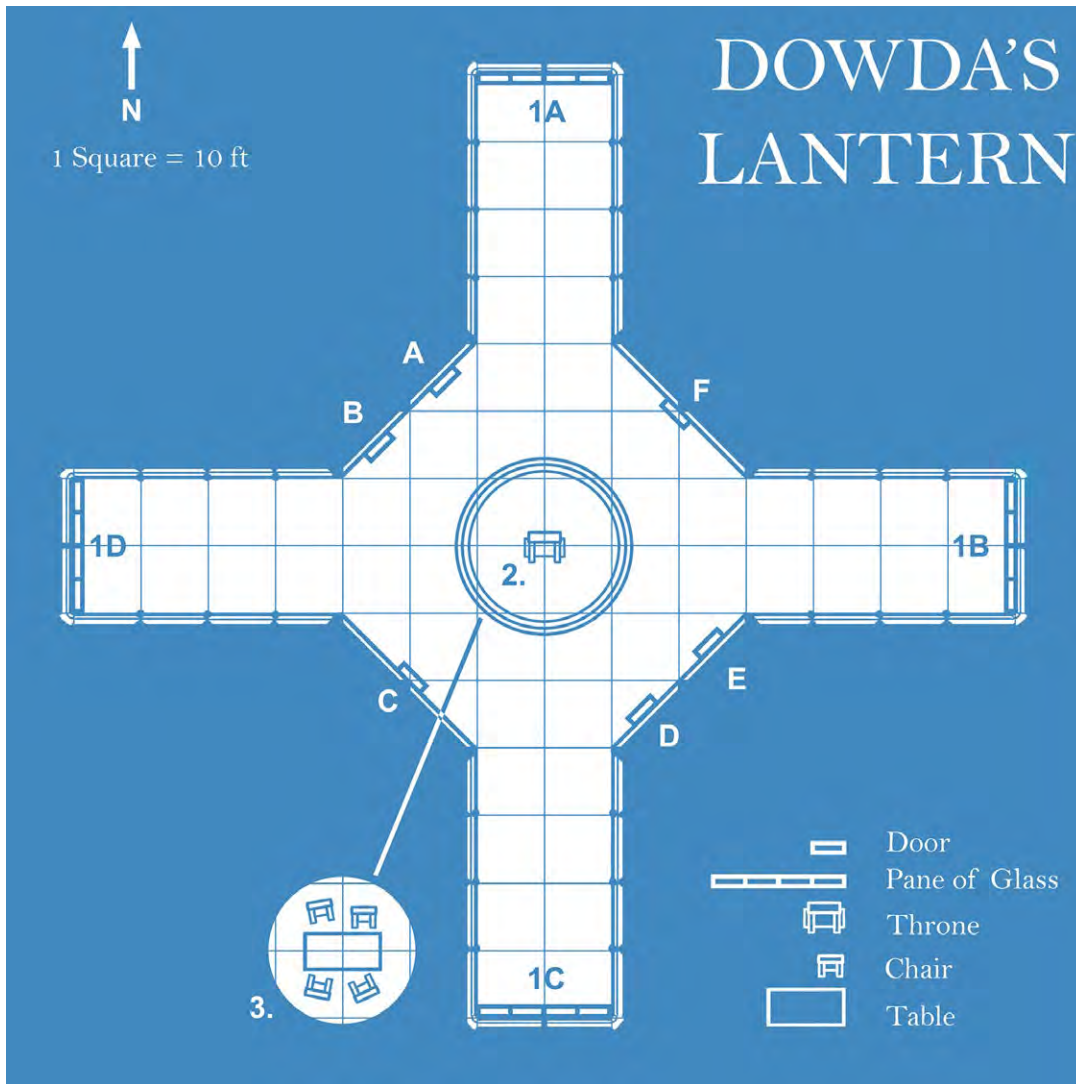 DOWDA'S
LANTERN
N
1 Square = 10 ft
1A
A
B
F
1D
1B
2.
C
E
D
3.
1C
Door
Pane of Glass
Throne
Chair
Table